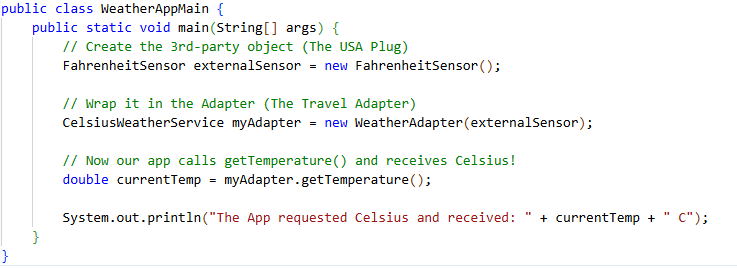 public class WeatherAppMain {
    public static void main(String[] args) {
        // Create the 3rd-party object (The USA Plug)
        FahrenheitSensor externalSensor = new FahrenheitSensor();

        // Wrap it in the Adapter (The Travel Adapter)
        CelsiusWeatherService myAdapter = new WeatherAdapter(externalSensor);

        // Now our app calls getTemperature() and receives Celsius!
        double currentTemp = myAdapter.getTemperature();

        System.out.println("The App requested Celsius and received: " + currentTemp + " C");
    }
}